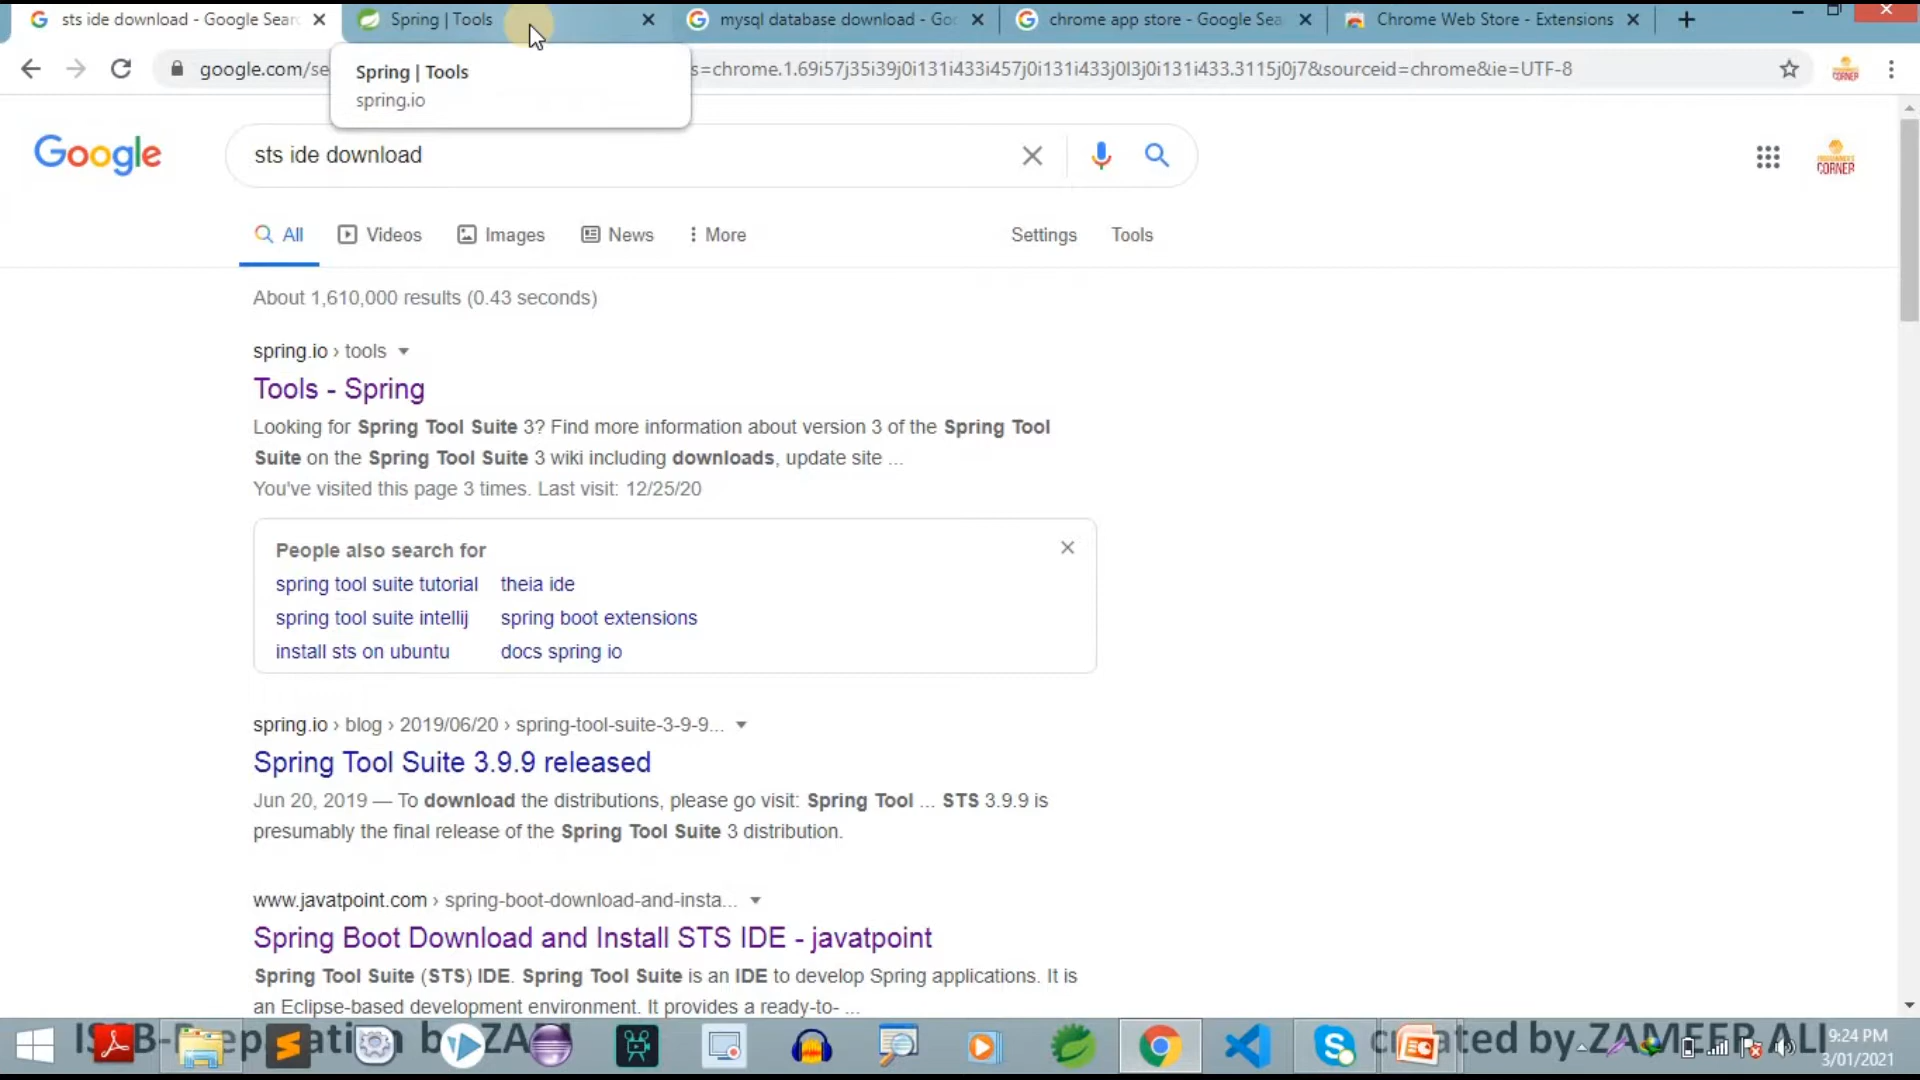 sts ide download - Google Sear
Spring | Tools
mysql database download - Go
chrome app store - Google Sea
Chrome Web Store - Extensions
google.com/se
s=chrome.1.69i57j35i39j0i131i433i457j0i131i433j0l3j0i131i433.3115j0j7&sourceid=chrome&ie=UTF-8
Spring | Tools
spring.io
Google
sts ide download
CORNER
All
Videos
Images
News
More
Settings
Tools
About 1,610,000 results (0.43 seconds)
spring.io › tools
Tools - Spring
Looking for Spring Tool Suite 3? Find more information about version 3 of the Spring Tool
Suite on the Spring Tool Suite 3 wiki including downloads, update site ...
You've visited this page 3 times. Last visit: 12/25/20
People also search for
spring tool suite tutorial
theia ide
spring tool suite intellij
spring boot extensions
install sts on ubuntu
docs spring io
spring.io › blog › 2019/06/20 › spring-tool-suite-3-9-9...
Spring Tool Suite 3.9.9 released
Jun 20, 2019 — To download the distributions, please go visit: Spring Tool ... STS 3.9.9 is
presumably the final release of the Spring Tool Suite 3 distribution.
www.javatpoint.com › spring-boot-download-and-insta...
Spring Boot Download and Install STS IDE - javatpoint
Spring Tool Suite (STS) IDE. Spring Tool Suite is an IDE to develop Spring applications. It is
an Eclipse-based development environment. It provides a ready-to- ...
by ZAMEER ALI
9:24 PM
3/01/2021